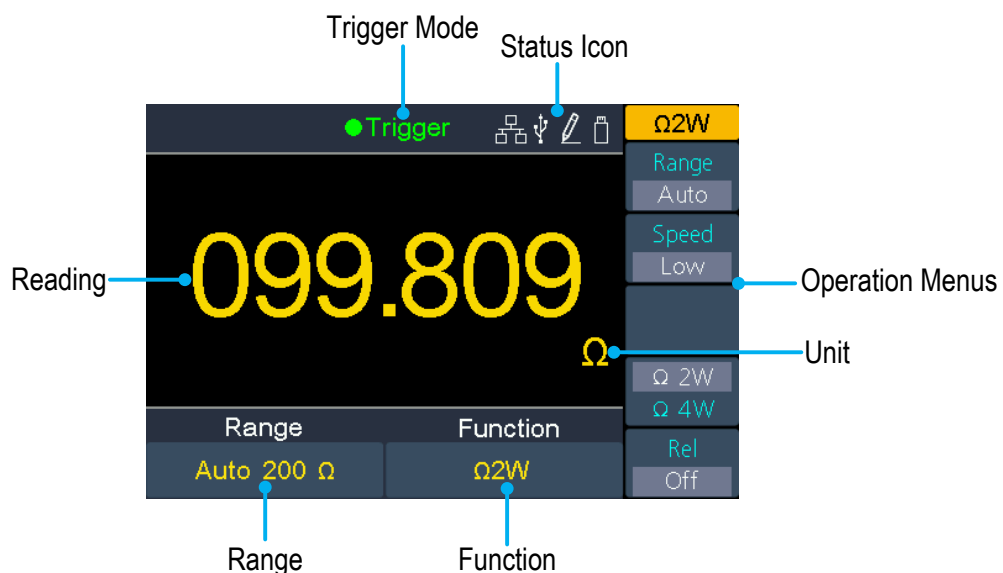 Trigger Mode
Status Icon
Trigger
Ω2W
Range
Auto
Speed
Low
Reading
099.809
Operation Menus
Ω
Unit
Ω 2W
Ω 4W
Range
Function
Rel
Auto 200 Ω
Ω2W
Off
Range
Function